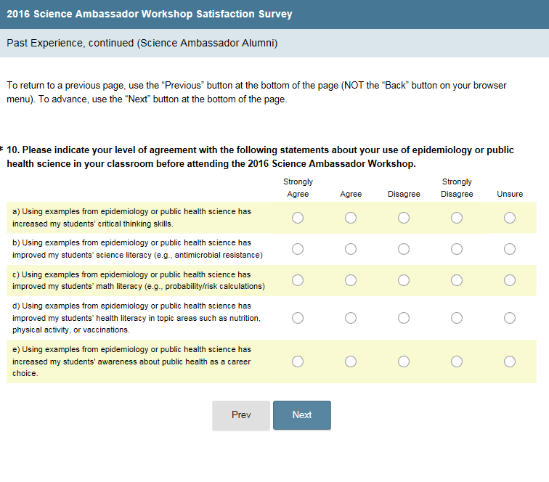 2016 Science Ambassador Workshop Satisfaction Survey
Past Experience, continued (Science Ambassador Alumni)
To return to a previous page, use the “Previous” button at the bottom of the page (NOT the “Back” button on your browser
menu). To advance, use the “Next” button at the bottom of the page.
* 10. Please indicate your level of agreement with the following statements about your use of epidemiology or public
health science in your classroom before attending the 2016 Science Ambassador Workshop.
Strongly Agree Agree Disagree Strongly Disagree Unsure
a) Using examples from epidemiology or public health science has
increased my students' critical thinking skills.
b) Using examples from epidemiology or public health science has
improved my students' science literacy (e.g., antimicrobial resistance)
c) Using examples from epidemiology or public health science has
improved my students' math literacy (e.g., probability/risk calculations)
d) Using examples from epidemiology or public health science has
improved my students' health literacy in topic areas such as nutrition,
physical activity, or vaccinations.
e) Using examples from epidemiology or public health science has
increased my students' awareness about public health as a career
choice.
Prev Next